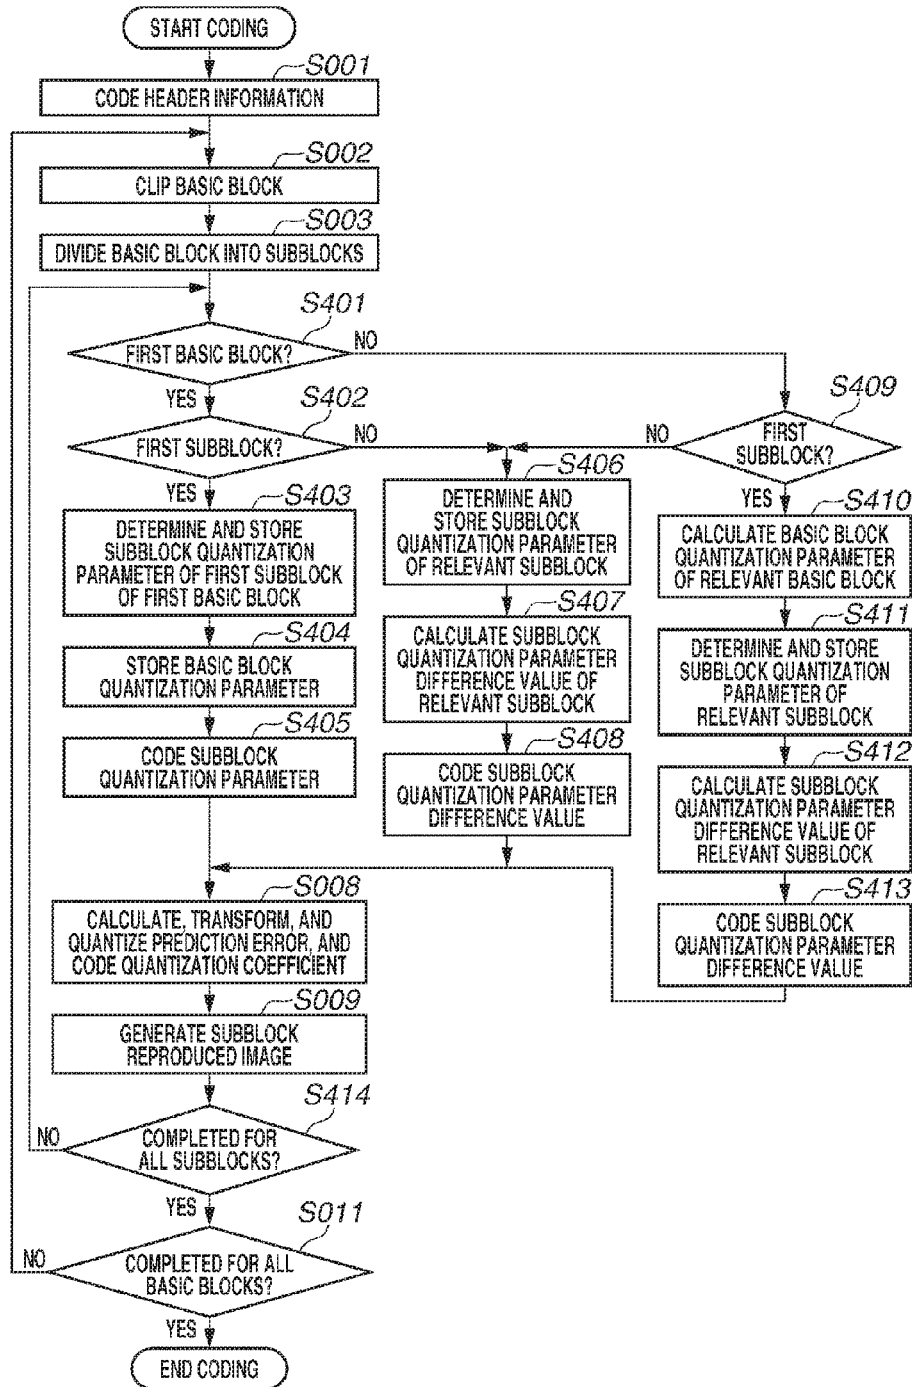 START CODING
S001
CODE HEADER INFORMATION
S002
CLIP BASIC BLOCK
S003
DIVIDE BASIC BLOCK INTO SUBBLOCKS
S401
FIRST BASIC BLOCK?
NO
YES
S402
FIRST SUBBLOCK?
NO
YES
S403
DETERMINE AND STORE
SUBBLOCK QUANTIZATION
PARAMETER OF FIRST SUBBLOCK
OF FIRST BASIC BLOCK
S404
STORE BASIC BLOCK
QUANTIZATION PARAMETER
S405
CODE SUBBLOCK
QUANTIZATION PARAMETER
S406
DETERMINE AND
STORE SUBBLOCK
QUANTIZATION PARAMETER
OF RELEVANT SUBBLOCK
S407
CALCULATE SUBBLOCK
QUANTIZATION PARAMETER
DIFFERENCE VALUE OF
RELEVANT SUBBLOCK
S408
CODE SUBBLOCK
QUANTIZATION PARAMETER
DIFFERENCE VALUE
S409
FIRST
SUBBLOCK?
NO
YES
S410
CALCULATE BASIC BLOCK
QUANTIZATION PARAMETER
OF RELEVANT BASIC BLOCK
S411
DETERMINE AND STORE
SUBBLOCK QUANTIZATION
PARAMETER OF
RELEVANT SUBBLOCK
S412
CALCULATE SUBBLOCK
QUANTIZATION PARAMETER
DIFFERENCE VALUE OF
RELEVANT SUBBLOCK
S413
CODE SUBBLOCK
QUANTIZATION PARAMETER
DIFFERENCE VALUE
S008
CALCULATE, TRANSFORM, AND
QUANTIZE PREDICTION ERROR, AND
CODE QUANTIZATION COEFFICIENT
S009
GENERATE SUBBLOCK
REPRODUCED IMAGE
S414
COMPLETED FOR
ALL SUBBLOCKS?
NO
YES
S011
COMPLETED FOR ALL
BASIC BLOCKS?
NO
YES
END CODING